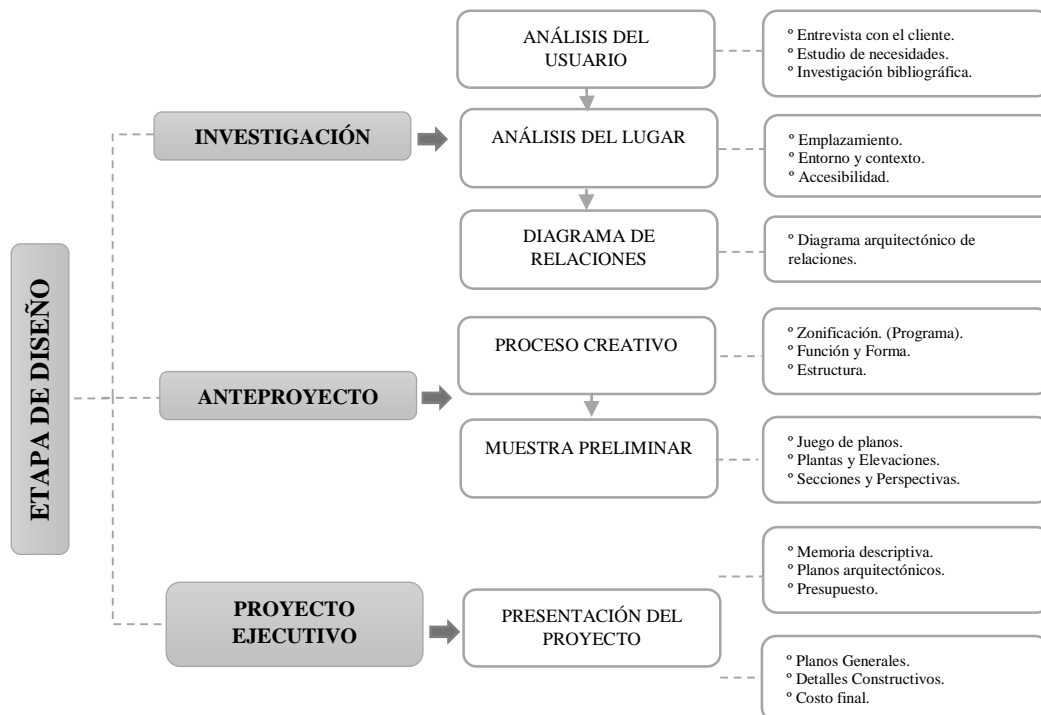 ETAPA DE DISEÑO
INVESTIGACIÓN
ANÁLISIS DEL
USUARIO
º Entrevista con el cliente.
º Estudio de necesidades.
º Investigación bibliográfica.
ANÁLISIS DEL LUGAR
º Emplazamiento.
º Entorno y contexto.
º Accesibilidad.
DIAGRAMA DE
RELACIONES
º Diagrama arquitectónico de
relaciones.
ANTEPROYECTO
PROCESO CREATIVO
º Zonificación. (Programa).
º Función y Forma.
º Estructura.
MUESTRA PRELIMINAR
º Juego de planos.
º Plantas y Elevaciones.
º Secciones y Perspectivas.
PROYECTO
EJECUTIVO
PRESENTACIÓN DEL
PROYECTO
º Memoria descriptiva.
º Planos arquitectónicos.
º Presupuesto.
º Planos Generales.
º Detalles Constructivos.
º Costo final.